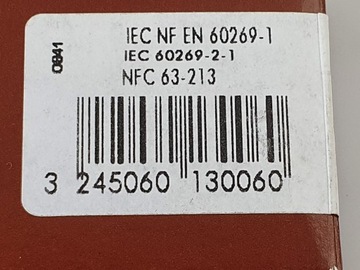 IEC NF EN 60269-1
IEC 60269-2-1
NFC 63-213
0841
3 245060 130060